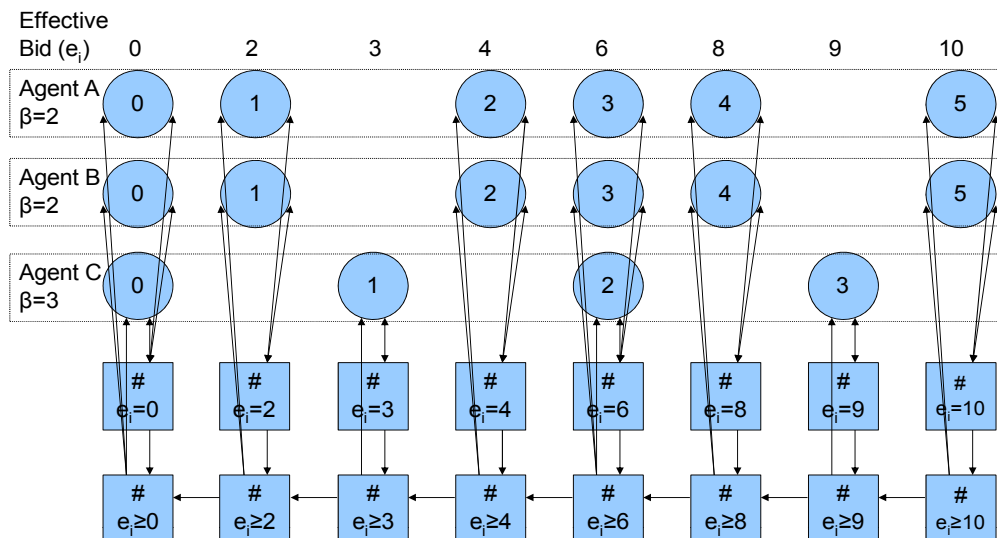 Effective
Bid (eᵢ) 0 2 3 4 6 8 9 10
Agent A
β=2
0 1 2 3 4 5
Agent B
β=2
0 1 2 3 4 5
Agent C
β=3
0 1 2 3
# # # # # # # #
eᵢ=0 eᵢ=2 eᵢ=3 eᵢ=4 eᵢ=6 eᵢ=8 eᵢ=9 eᵢ=10
# # # # # # # #
eᵢ≥0 eᵢ≥2 eᵢ≥3 eᵢ≥4 eᵢ≥6 eᵢ≥8 eᵢ≥9 eᵢ≥10